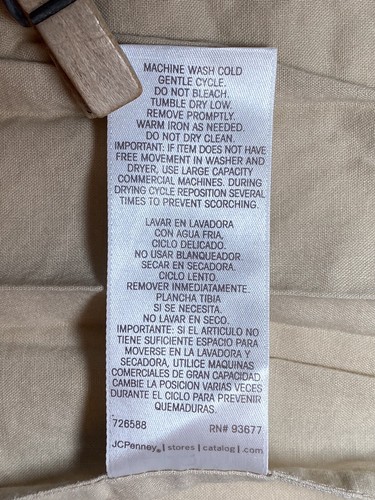 MACHINE WASH COLD
GENTLE CYCLE.
DO NOT BLEACH.
TUMBLE DRY LOW.
REMOVE PROMPTLY.
WARM IRON AS NEEDED.
DO NOT DRY CLEAN.
IMPORTANT: IF ITEM DOES NOT HAVE
FREE MOVEMENT IN WASHER AND
DRYER, USE LARGE CAPACITY
COMMERCIAL MACHINES. DURING
DRYING CYCLE REPOSITION SEVERAL
TIMES TO PREVENT SCORCHING.
LAVAR EN LAVADORA
CON AGUA FRIA,
CICLO DELICADO.
NO USAR BLANQUEADOR.
SECAR EN SECADORA.
CICLO LENTO.
REMOVER INMEDIATAMENTE.
PLANCHA TIBIA
SI SE NECESITA.
NO LAVAR EN SECO.
IMPORTANTE: SI EL ARTICULO NO
TIENE SUFICIENTE ESPACIO PARA
MOVERSE EN LA LAVADORA Y
SECADORA, UTILICE MAQUINAS
COMERCIALES DE GRAN CAPACIDAD.
CAMBIE LA POSICION VARIAS VECES
DURANTE EL CICLO PARA PREVENIR
QUEMADURAS.
726588 RN# 93677
JCPenney® | stores | catalog | .com